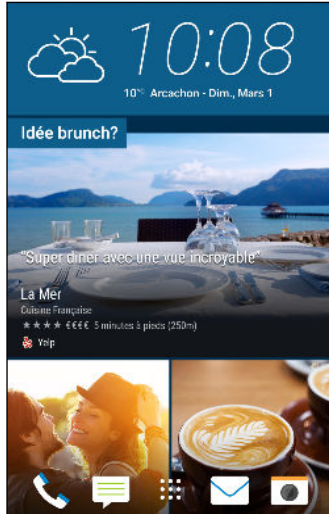 10:08
10°C Arcachon - Dim., Mars 1
Idée brunch?
"Super diner avec une vue incroyable"
La Mer
Cuisine Française
★★★★ €€€€ 5 minutes à pieds (250m)
Yelp